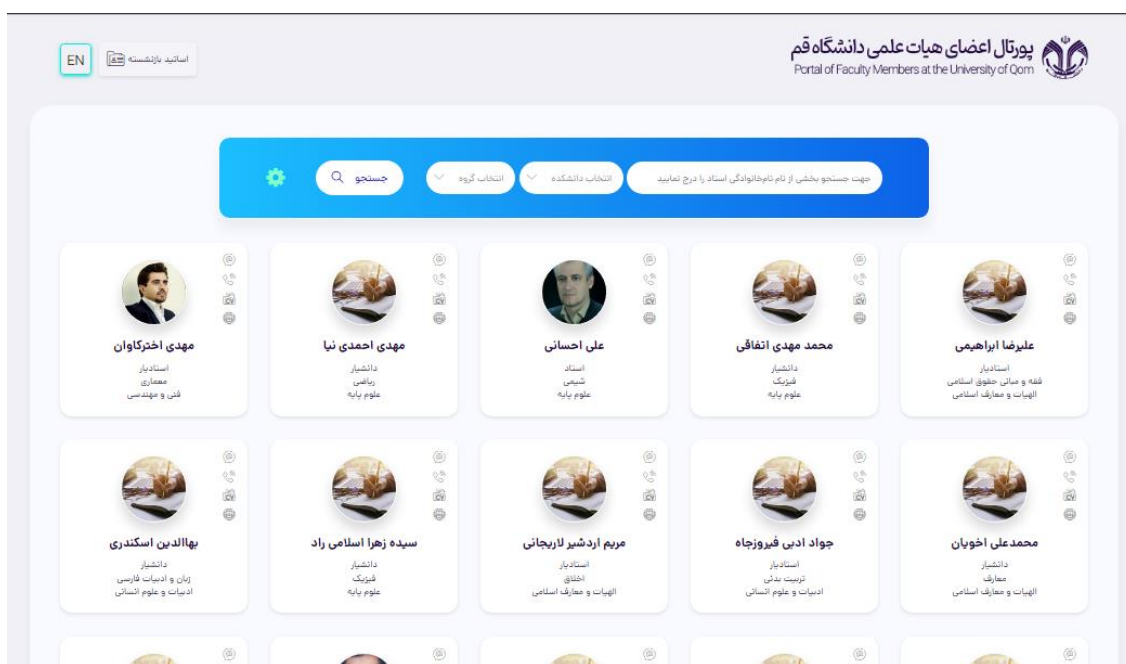 پورتال اعضای هیات علمی دانشگاه قم
Portal of Faculty Members at the University of Qom
اساتید بازنشسته
EN
جهت جستجو بخشی از نام نام‌خانوادگی استاد را درج نمایید
انتخاب دانشکده
انتخاب گروه
جستجو
علیرضا ابراهیمی
استادیار
فقه و مبانی حقوق اسلامی
الهیات و معارف اسلامی
محمد مهدی اتفاقی
دانشیار
فیزیک
علوم پایه
علی احسانی
استاد
شیمی
علوم پایه
مهدی احمدی نیا
دانشیار
ریاضی
علوم پایه
مهدی اخترکاوان
استادیار
معماری
فنی و مهندسی
محمدعلی اخویان
دانشیار
معارف
الهیات و معارف اسلامی
جواد ادبی فیروزجاه
استادیار
تربیت بدنی
ادبیات و علوم انسانی
مریم اردشیر لاریجانی
استادیار
اخلاق
الهیات و معارف اسلامی
سیده زهرا اسلامی راد
دانشیار
فیزیک
علوم پایه
بهاالدین اسکندری
دانشیار
زبان و ادبیات فارسی
ادبیات و علوم انسانی